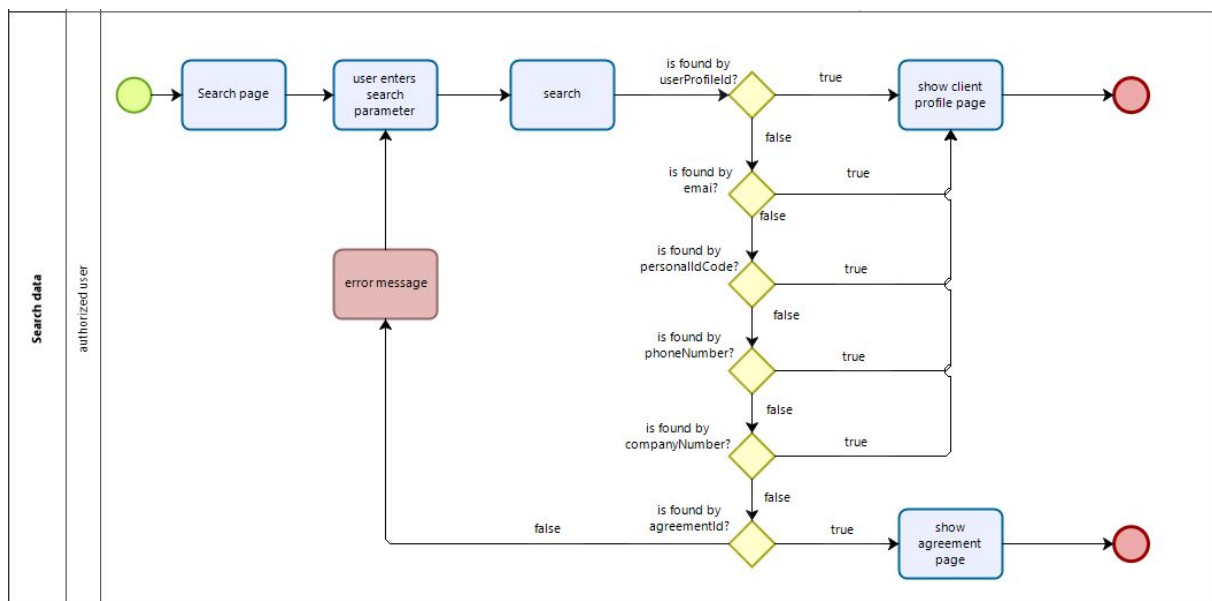 Search data
authorized user
Search page
user enters
search
parameter
search
is found by
userProfileId?
true
show client
profile page
false
is found by
emai?
true
false
is found by
personalIdCode?
true
false
error message
is found by
phoneNumber?
true
false
is found by
companyNumber?
true
false
is found by
agreementId?
false
true
show
agreement
page